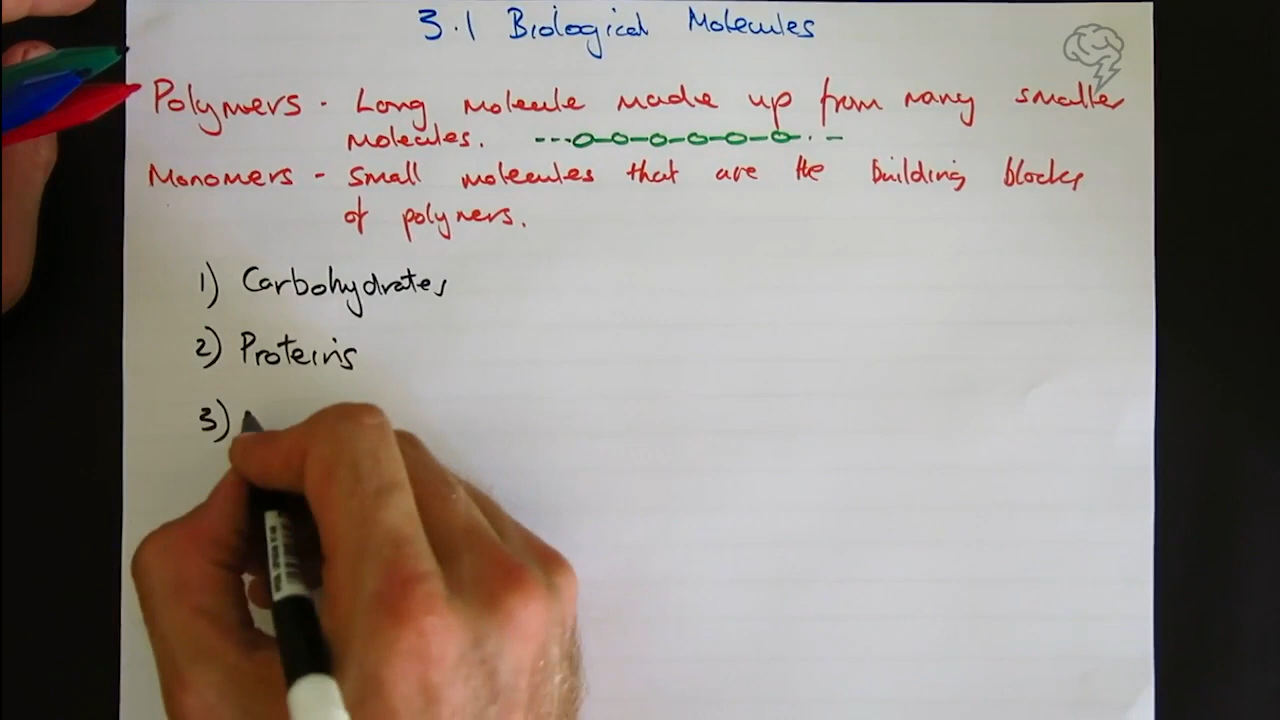 3.1 Biological Molecules
Polymers - Long molecule made up from many smaller
molecules.
Monomers - Small molecules that are the building blocks
of polymers.
1) Carbohydrates
2) Proteins
3)